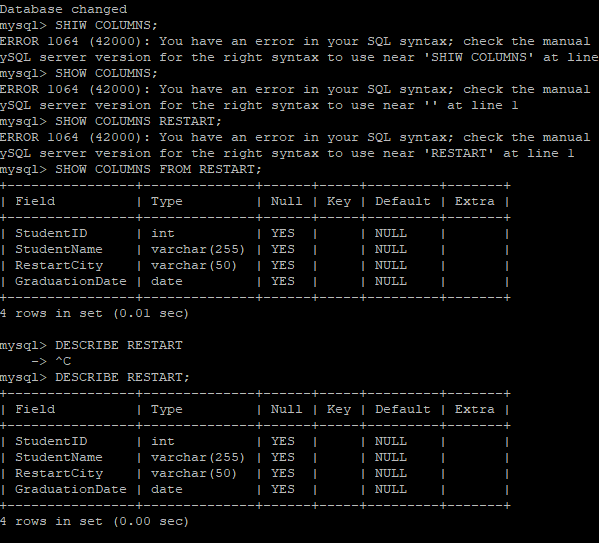 Database changed
mysql> SHIW COLUMNS;
ERROR 1064 (42000): You have an error in your SQL syntax; check the manual
ySQL server version for the right syntax to use near 'SHIW COLUMNS' at line
mysql> SHOW COLUMNS;
ERROR 1064 (42000): You have an error in your SQL syntax; check the manual
ySQL server version for the right syntax to use near '' at line 1
mysql> SHOW COLUMNS RESTART;
ERROR 1064 (42000): You have an error in your SQL syntax; check the manual
ySQL server version for the right syntax to use near 'RESTART' at line 1
mysql> SHOW COLUMNS FROM RESTART;
+----------------+--------------+------+-----+---------+-------+
| Field          | Type         | Null | Key | Default | Extra |
+----------------+--------------+------+-----+---------+-------+
| StudentID      | int          | YES  |     | NULL    |       |
| StudentName    | varchar(255) | YES  |     | NULL    |       |
| RestartCity    | varchar(50)  | YES  |     | NULL    |       |
| GraduationDate | date         | YES  |     | NULL    |       |
+----------------+--------------+------+-----+---------+-------+
4 rows in set (0.01 sec)

mysql> DESCRIBE RESTART
    -> ^C
mysql> DESCRIBE RESTART;
+----------------+--------------+------+-----+---------+-------+
| Field          | Type         | Null | Key | Default | Extra |
+----------------+--------------+------+-----+---------+-------+
| StudentID      | int          | YES  |     | NULL    |       |
| StudentName    | varchar(255) | YES  |     | NULL    |       |
| RestartCity    | varchar(50)  | YES  |     | NULL    |       |
| GraduationDate | date         | YES  |     | NULL    |       |
+----------------+--------------+------+-----+---------+-------+
4 rows in set (0.00 sec)